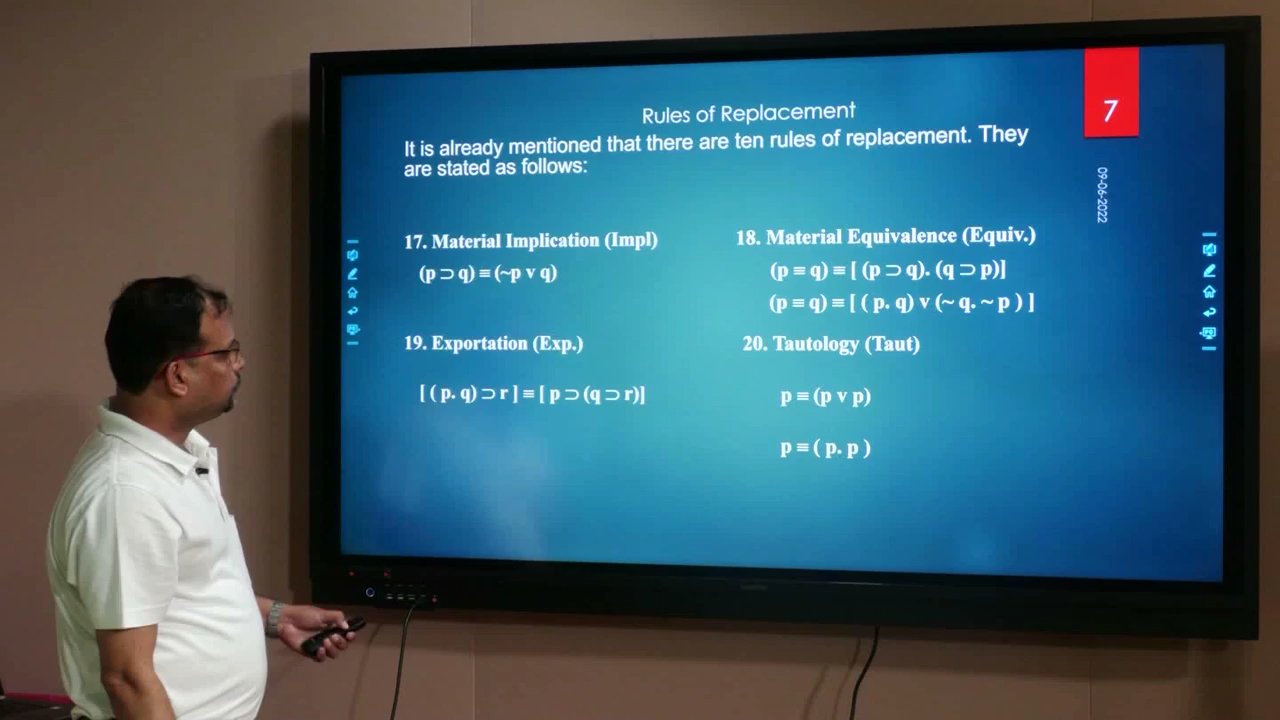 7
Rules of Replacement
It is already mentioned that there are ten rules of replacement. They
are stated as follows:
09-06-2022
17. Material Implication (Impl)
(p ⊃ q) ≡ (~p v q)
18. Material Equivalence (Equiv.)
(p ≡ q) ≡ [ (p ⊃ q). (q ⊃ p)]
(p ≡ q) ≡ [ ( p. q) v (~ q. ~ p ) ]
19. Exportation (Exp.)
[ ( p. q) ⊃ r ] ≡ [ p ⊃ (q ⊃ r)]
20. Tautology (Taut)
p ≡ (p v p)
p ≡ ( p. p )